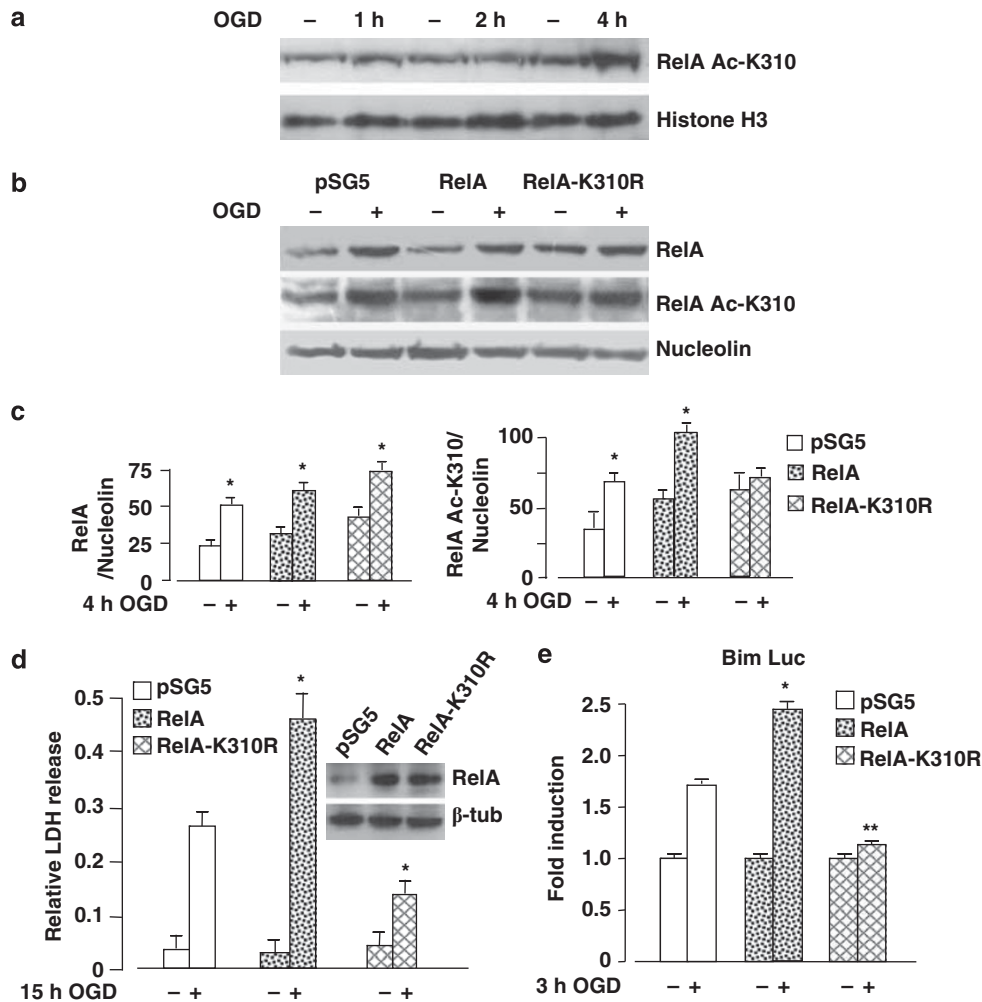 a
OGD – 1 h – 2 h – 4 h
RelA Ac-K310
Histone H3
b
pSG5 RelA RelA-K310R
OGD – + – + – +
RelA
RelA Ac-K310
Nucleolin
c
RelA
/Nucleolin
75
50
25
0
* * *
4 h OGD – + – + – +
RelA Ac-K310/
Nucleolin
100
50
0
* *
4 h OGD – + – + – +
pSG5
RelA
RelA-K310R
d
Relative LDH release
0.5
0.4
0.3
0.2
0.1
0
pSG5
RelA
RelA-K310R
* *
pSG5 RelA RelA-K310R
RelA
β-tub
15 h OGD – + – + – +
e
Bim Luc
Fold induction
2.5
2.0
1.5
1.0
0.5
0
* **
pSG5
RelA
RelA-K310R
3 h OGD – + – + – +